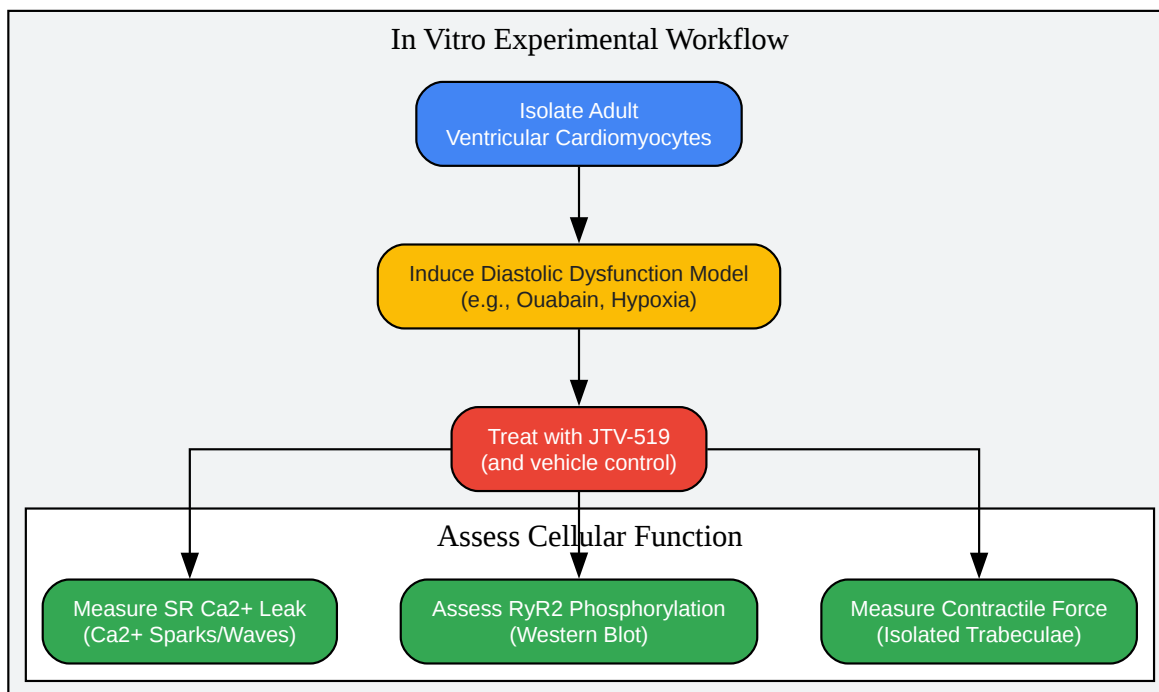 In Vitro Experimental Workflow
Isolate Adult
Ventricular Cardiomyocytes
Induce Diastolic Dysfunction Model
(e.g., Ouabain, Hypoxia)
Treat with JTV-519
(and vehicle control)
Assess Cellular Function
Measure SR Ca2+ Leak
(Ca2+ Sparks/Waves)
Assess RyR2 Phosphorylation
(Western Blot)
Measure Contractile Force
(Isolated Trabeculae)